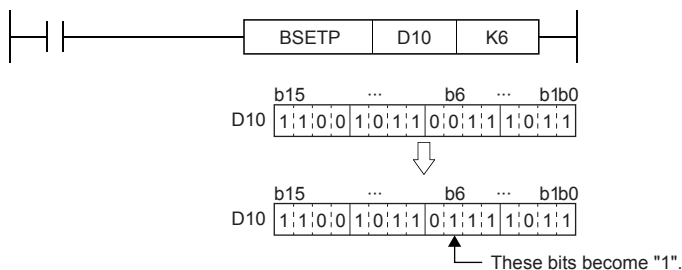 BSETP D10 K6
b15 ... b6 ... b1b0
D10 1 1 0 0 1 0 1 1 0 0 1 1 1 0 1 1
b15 ... b6 ... b1b0
D10 1 1 0 0 1 0 1 1 0 1 1 1 1 0 1 1
These bits become "1".